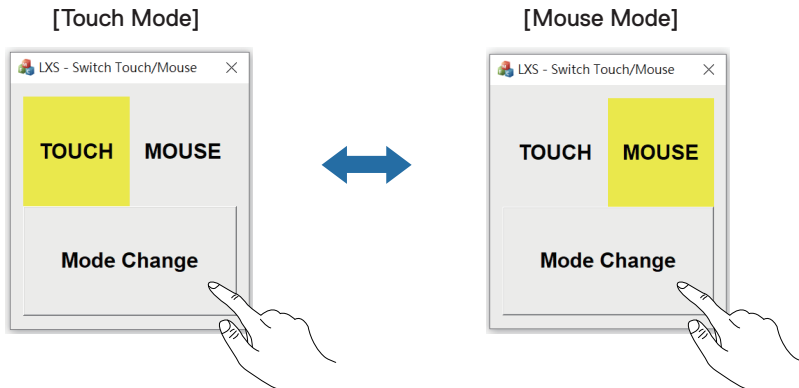 [Touch Mode]
LXS - Switch Touch/Mouse
TOUCH MOUSE
Mode Change
[Mouse Mode]
LXS - Switch Touch/Mouse
TOUCH MOUSE
Mode Change